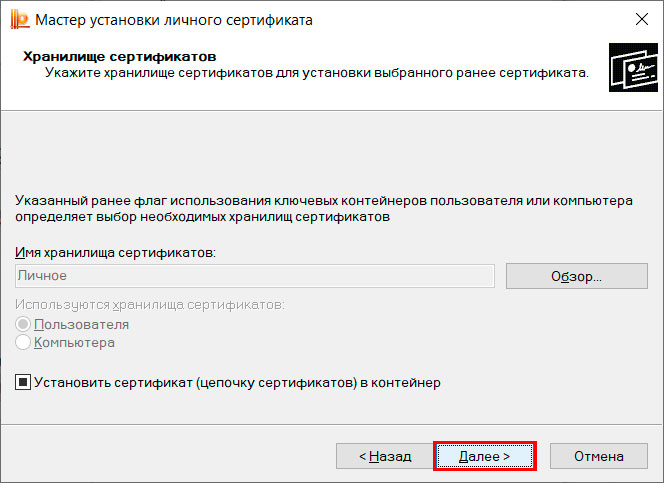 Мастер установки личного сертификата
Хранилище сертификатов
Укажите хранилище сертификатов для установки выбранного ранее сертификата.
Указанный ранее флаг использования ключевых контейнеров пользователя или компьютера
определяет выбор необходимых хранилищ сертификатов
Имя хранилища сертификатов:
Личное
Обзор...
Используются хранилища сертификатов:
Пользователя
Компьютера
Установить сертификат (цепочку сертификатов) в контейнер
< Назад
Далее >
Отмена